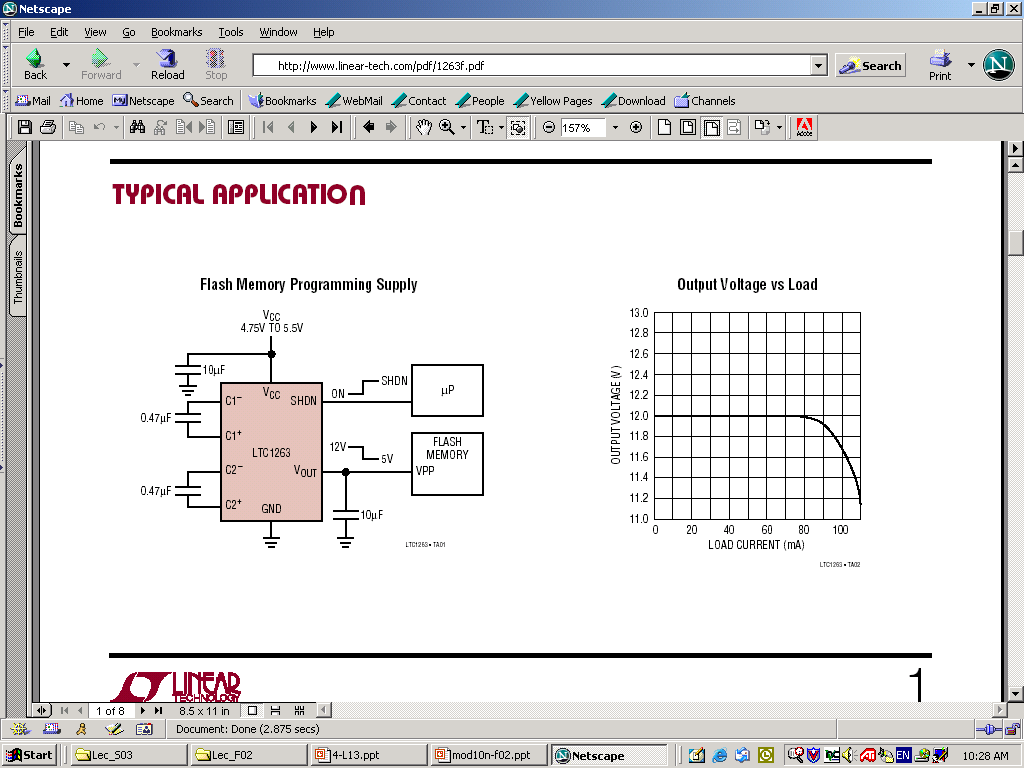 Netscape
File Edit View Go Bookmarks Tools Window Help
Back Forward Reload Stop
http://www.linear-tech.com/pdf/1263f.pdf
Search
Print
Mail Home Netscape Search Bookmarks WebMail Contact People Yellow Pages Download Channels
157%
Adobe
Bookmarks
Thumbnails
TYPICAL APPLICATION
Flash Memory Programming Supply
VCC
4.75V TO 5.5V
10µF
0.47µF
0.47µF
C1–
C1+
C2–
C2+
VCC
SHDN
LTC1263
VOUT
GND
ON
SHDN
µP
12V
5V
FLASH
MEMORY
VPP
10µF
LTC1263 • TA01
Output Voltage vs Load
OUTPUT VOLTAGE (V)
13.0
12.8
12.6
12.4
12.2
12.0
11.8
11.6
11.4
11.2
11.0
0 20 40 60 80 100
LOAD CURRENT (mA)
LTC1263 • TA02
LINEAR
TECHNOLOGY
1
1 of 8 8.5 x 11 in
Document: Done (2.875 secs)
Start Lec_S03 Lec_F02 4-L13.ppt mod10n-f02.ppt Netscape EN 10:28 AM